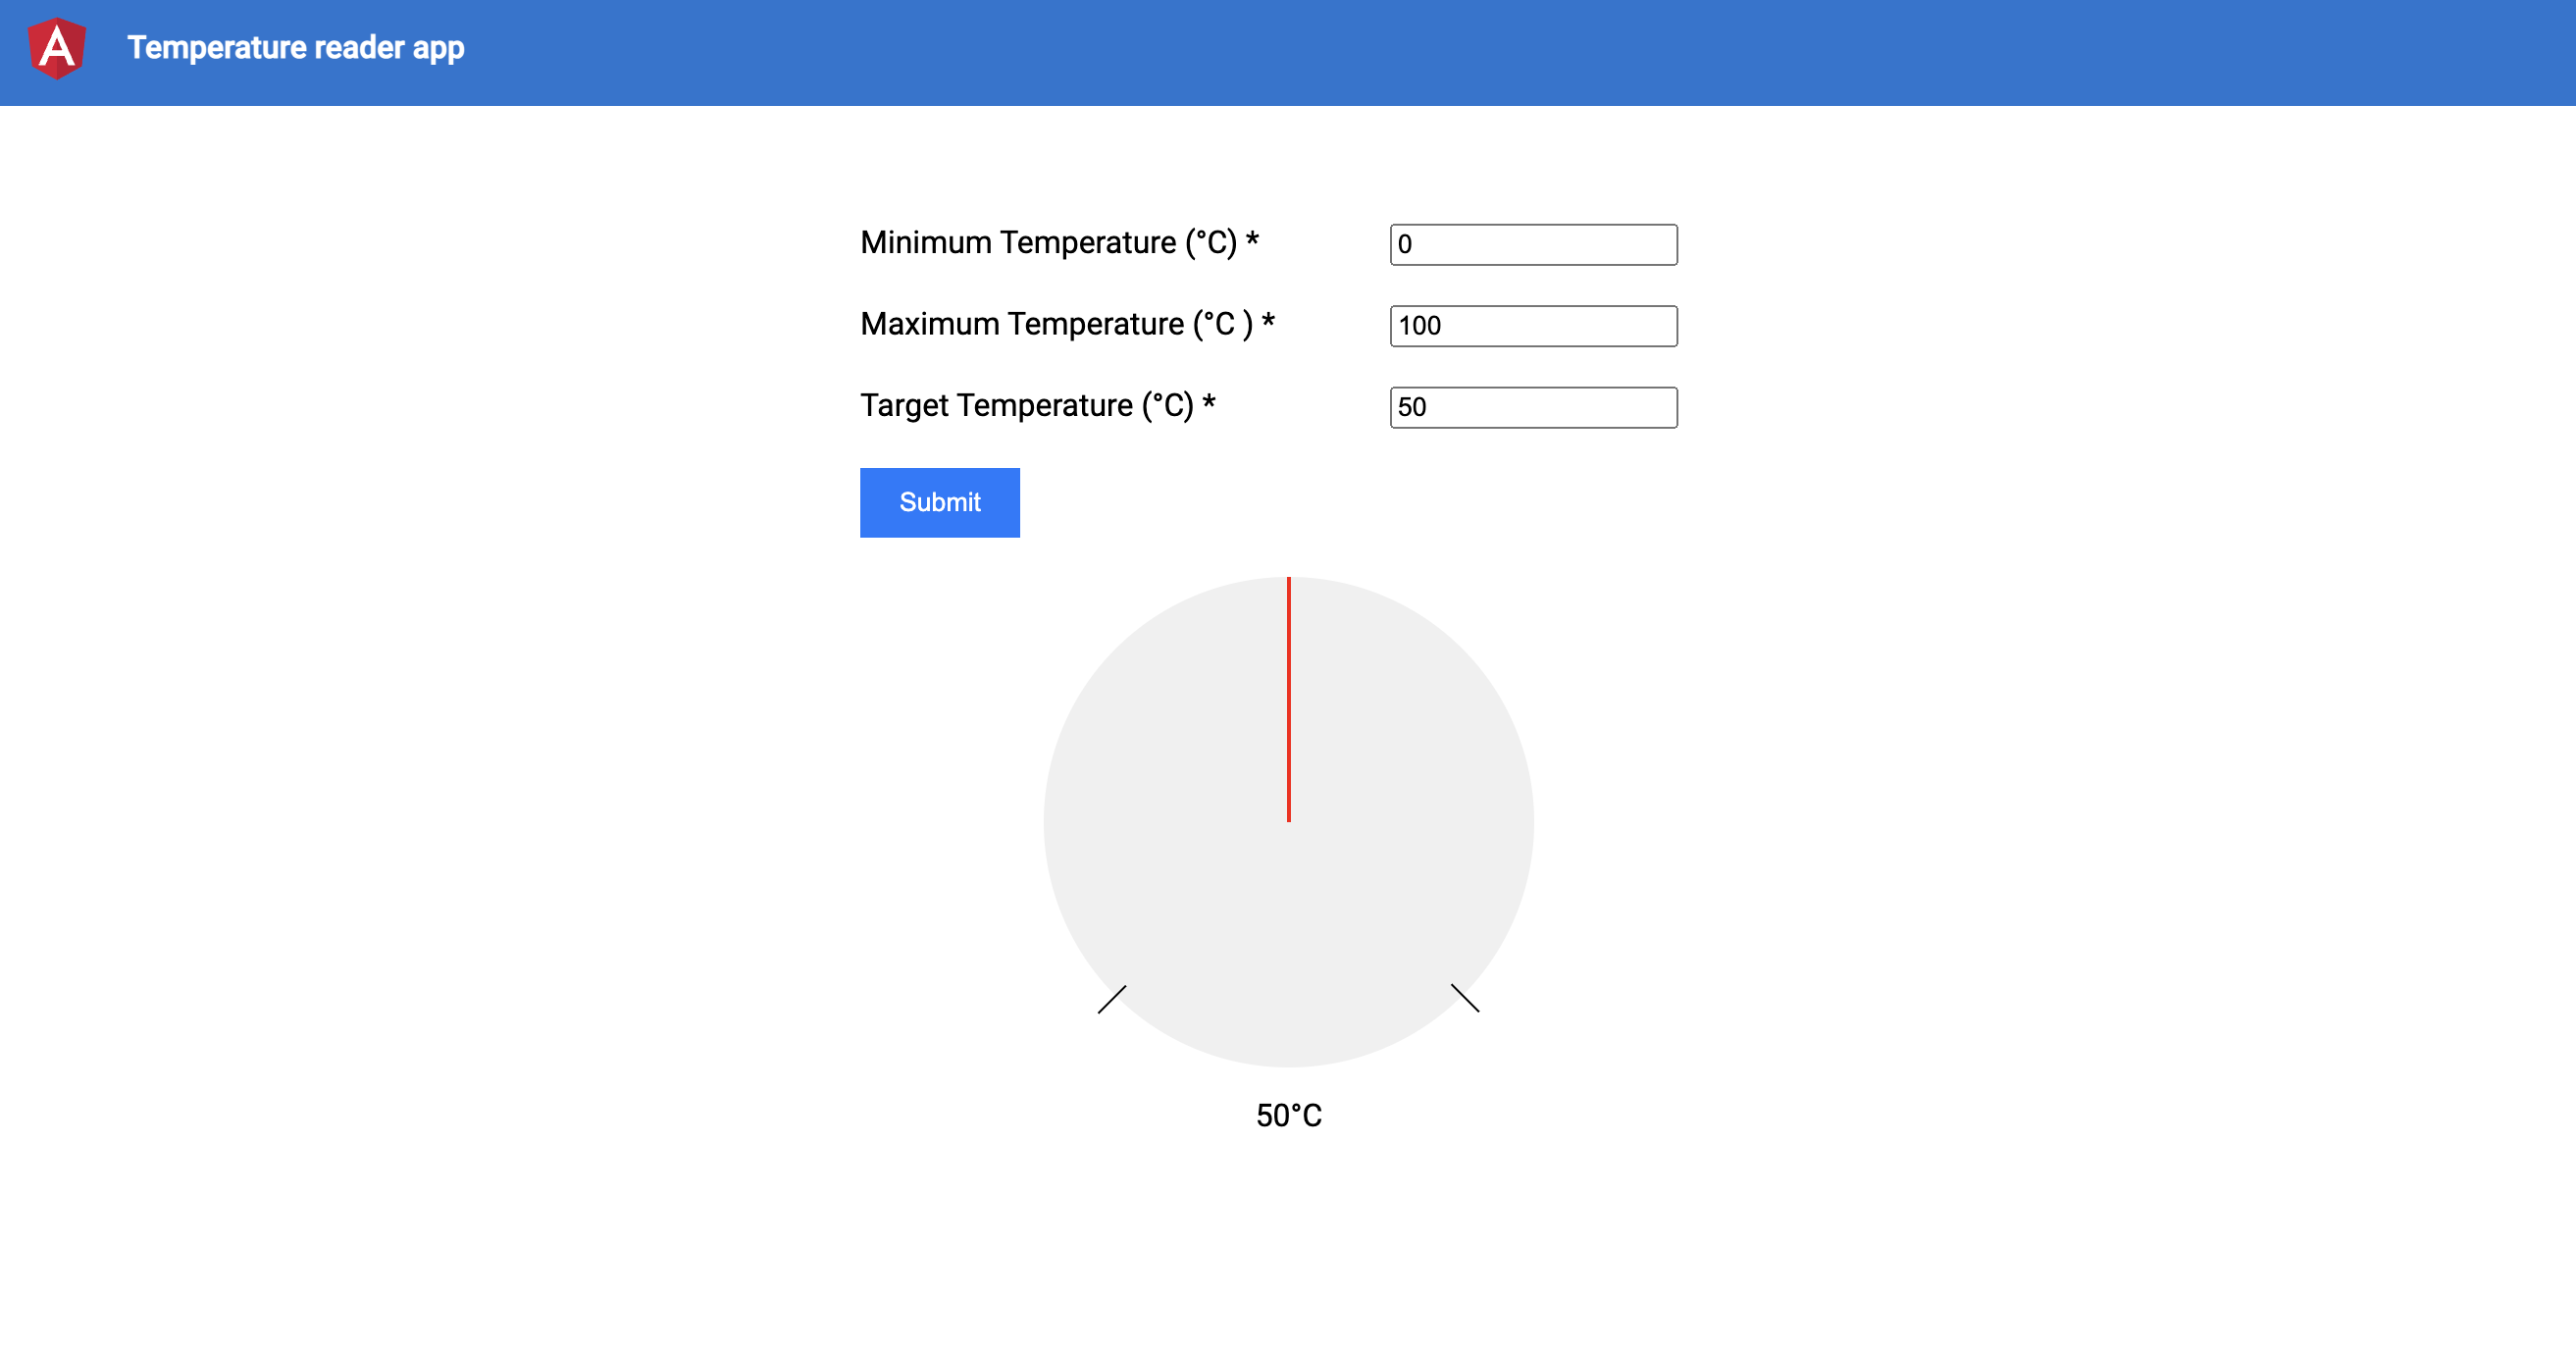 Temperature reader app
Minimum Temperature (°C) * 0
Maximum Temperature (°C ) * 100
Target Temperature (°C) * 50
Submit
50°C